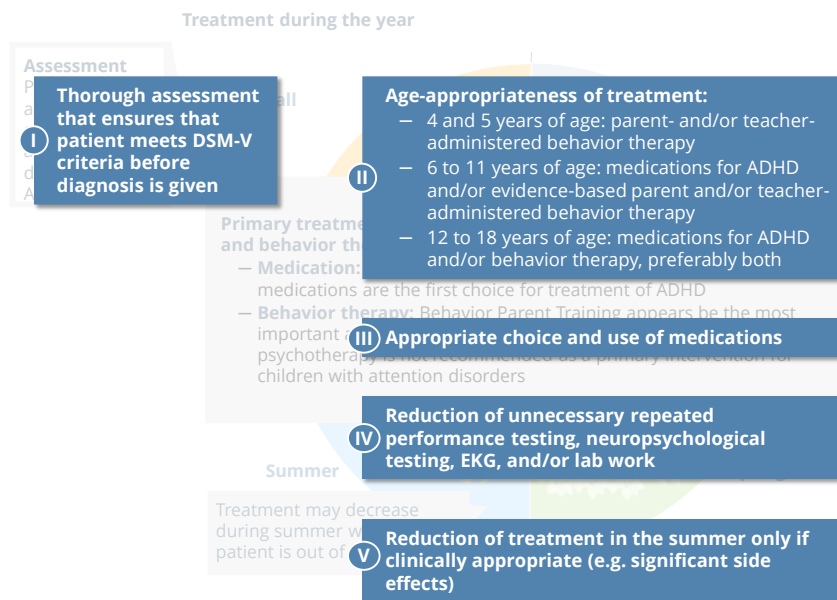 Treatment during the year
Assessment
all
I
Thorough assessment
that ensures that
patient meets DSM-V
criteria before
diagnosis is given
II
Age-appropriateness of treatment:
– 4 and 5 years of age: parent- and/or teacher-
administered behavior therapy
– 6 to 11 years of age: medications for ADHD
and/or evidence-based parent and/or teacher-
administered behavior therapy
– 12 to 18 years of age: medications for ADHD
and/or behavior therapy, preferably both
Primary
and behavior
– Medication:
medications are the first choice for treatment of ADHD
– Behavior therapy: Behavior Parent Training appears be the most
important
psychotherapy is not recommended as a primary intervention for
children with attention disorders
III
Appropriate choice and use of medications
IV
Reduction of unnecessary repeated
performance testing, neuropsychological
testing, EKG, and/or lab work
Summer
Treatment may decrease
during summer
patient is out of
V
Reduction of treatment in the summer only if
clinically appropriate (e.g. significant side
effects)